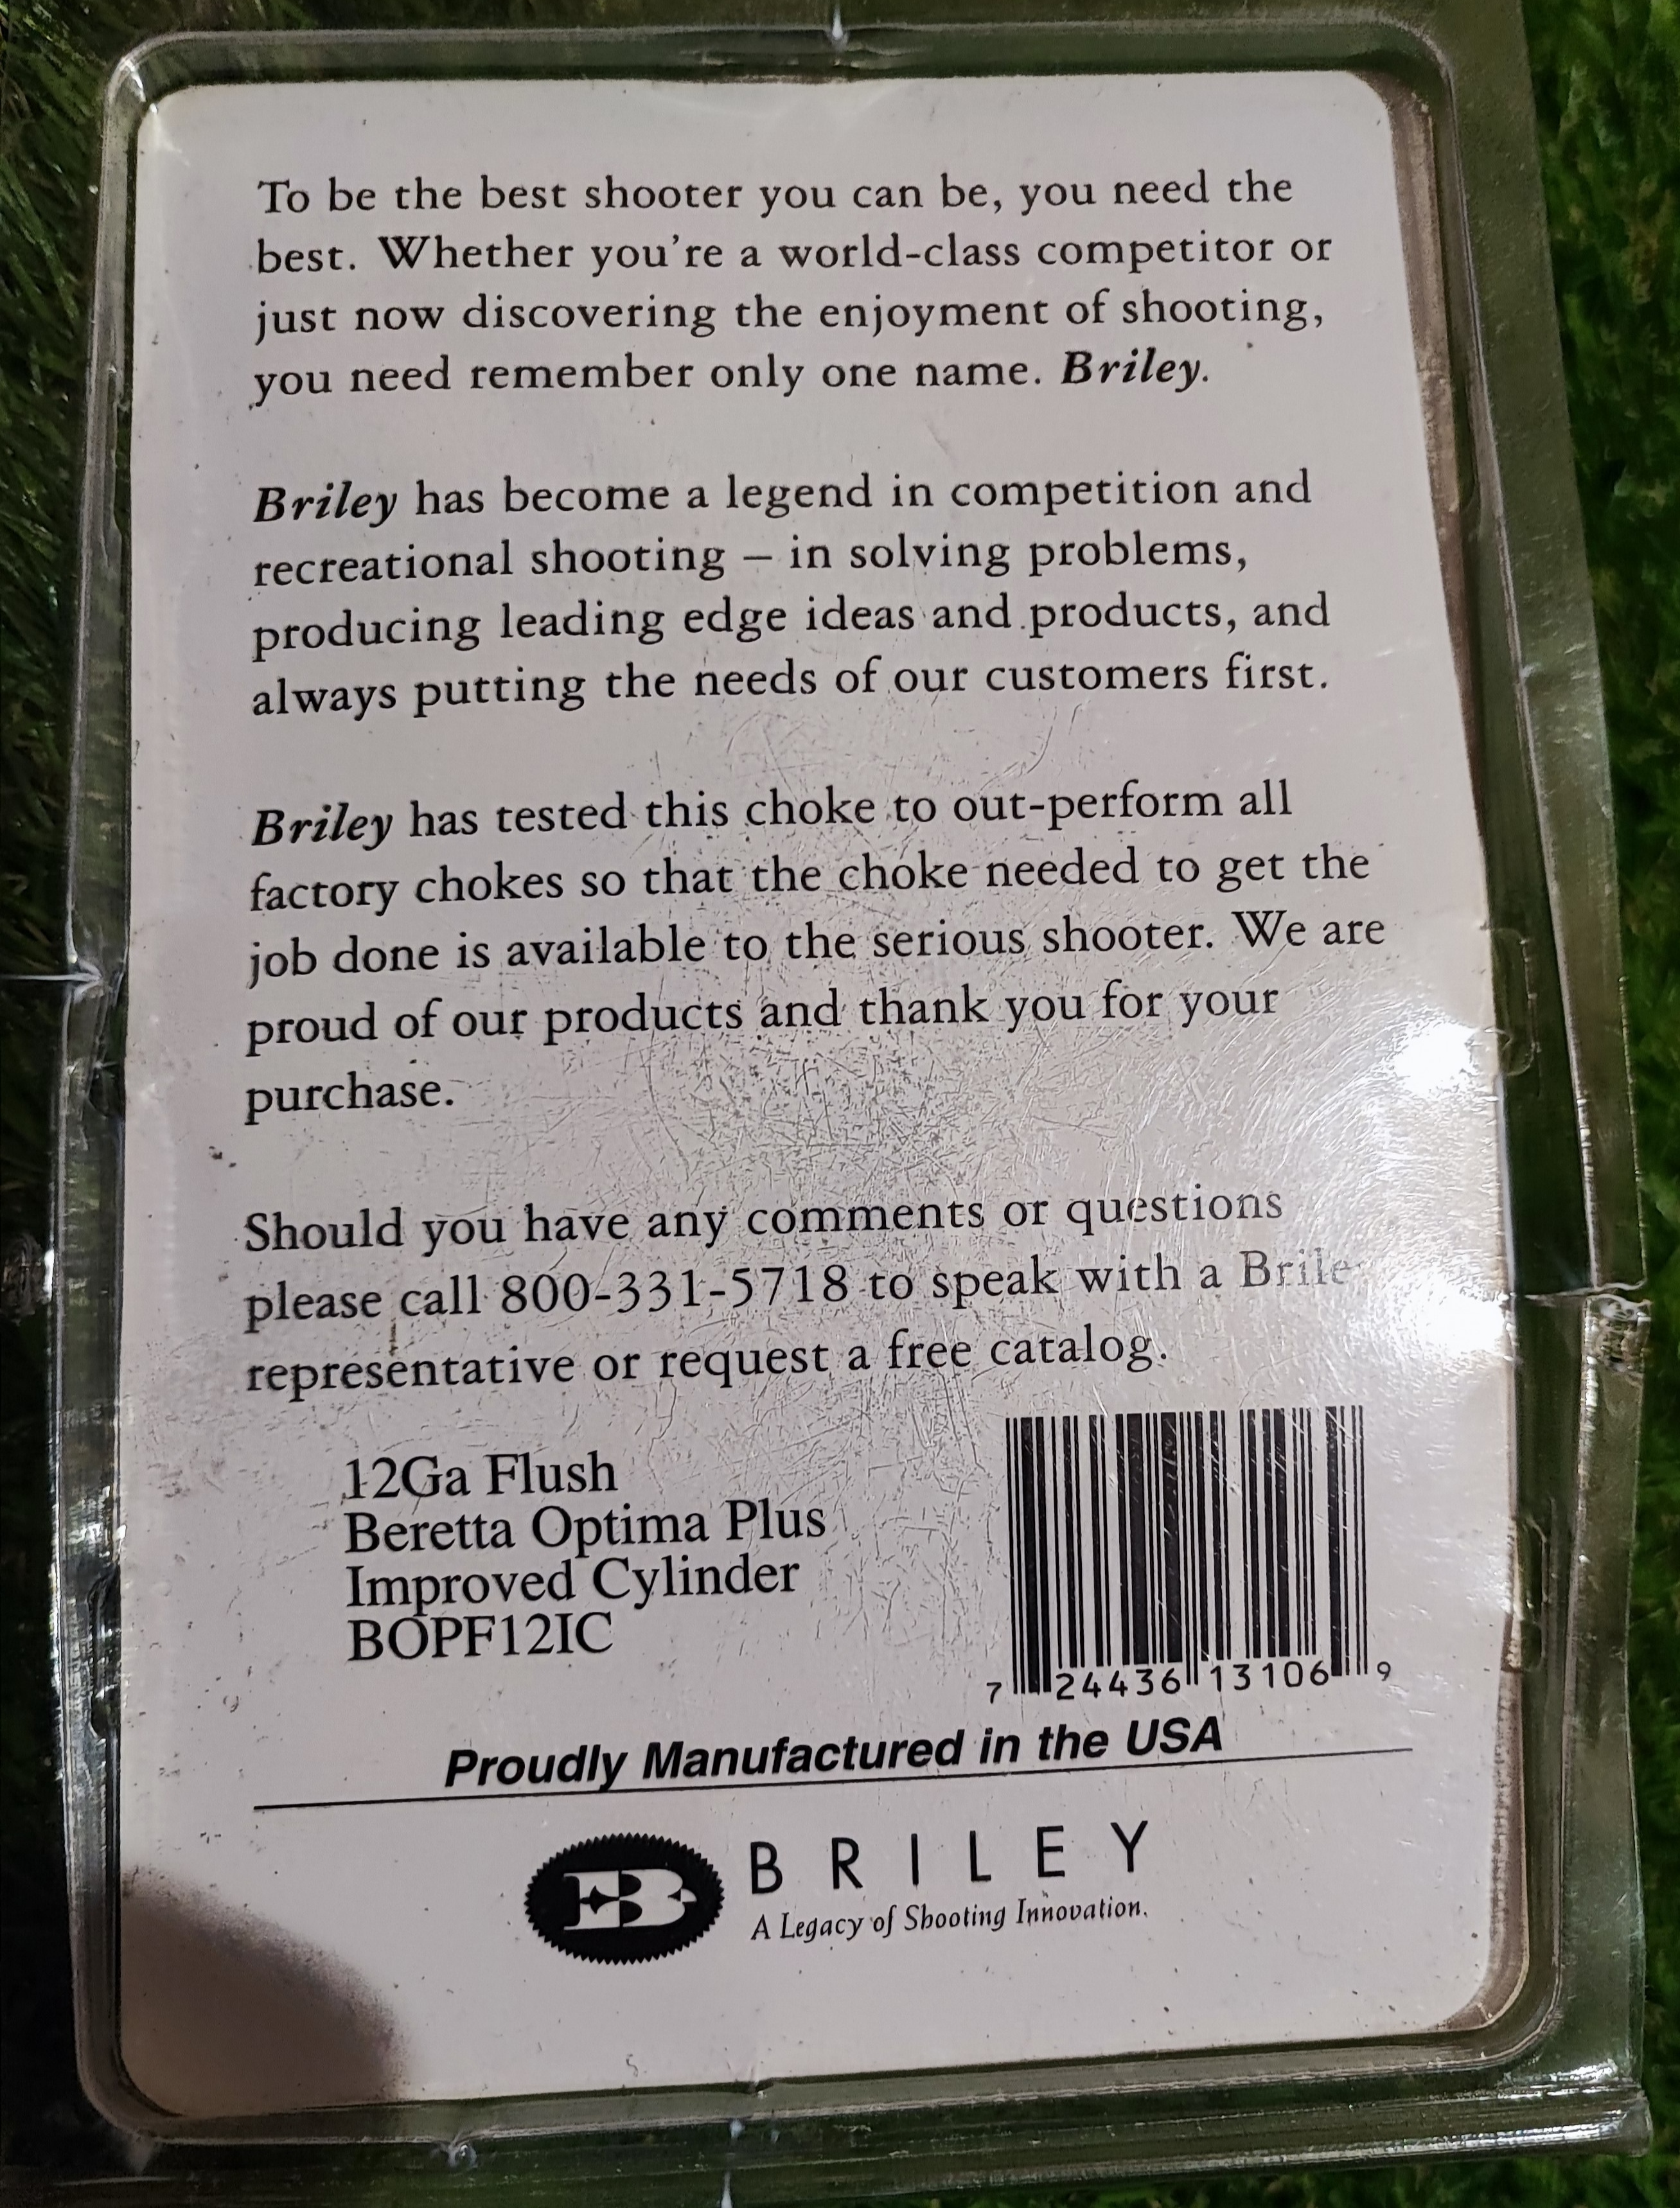 To be the best shooter you can be, you need the
best. Whether you're a world-class competitor or
just now discovering the enjoyment of shooting,
you need remember only one name. Briley.
Briley has become a legend in competition and
recreational shooting – in solving problems,
producing leading edge ideas and products, and
always putting the needs of our customers first.
Briley has tested this choke to out-perform all
factory chokes so that the choke needed to get the
job done is available to the serious shooter. We are
proud of our products and thank you for your
purchase.
Should you have any comments or questions
please call 800-331-5718 to speak with a Brile
representative or request a free catalog.
12Ga Flush
Beretta Optima Plus
Improved Cylinder
BOPF12IC
7 24436 13106 9
Proudly Manufactured in the USA
B BRILEY
A Legacy of Shooting Innovation.